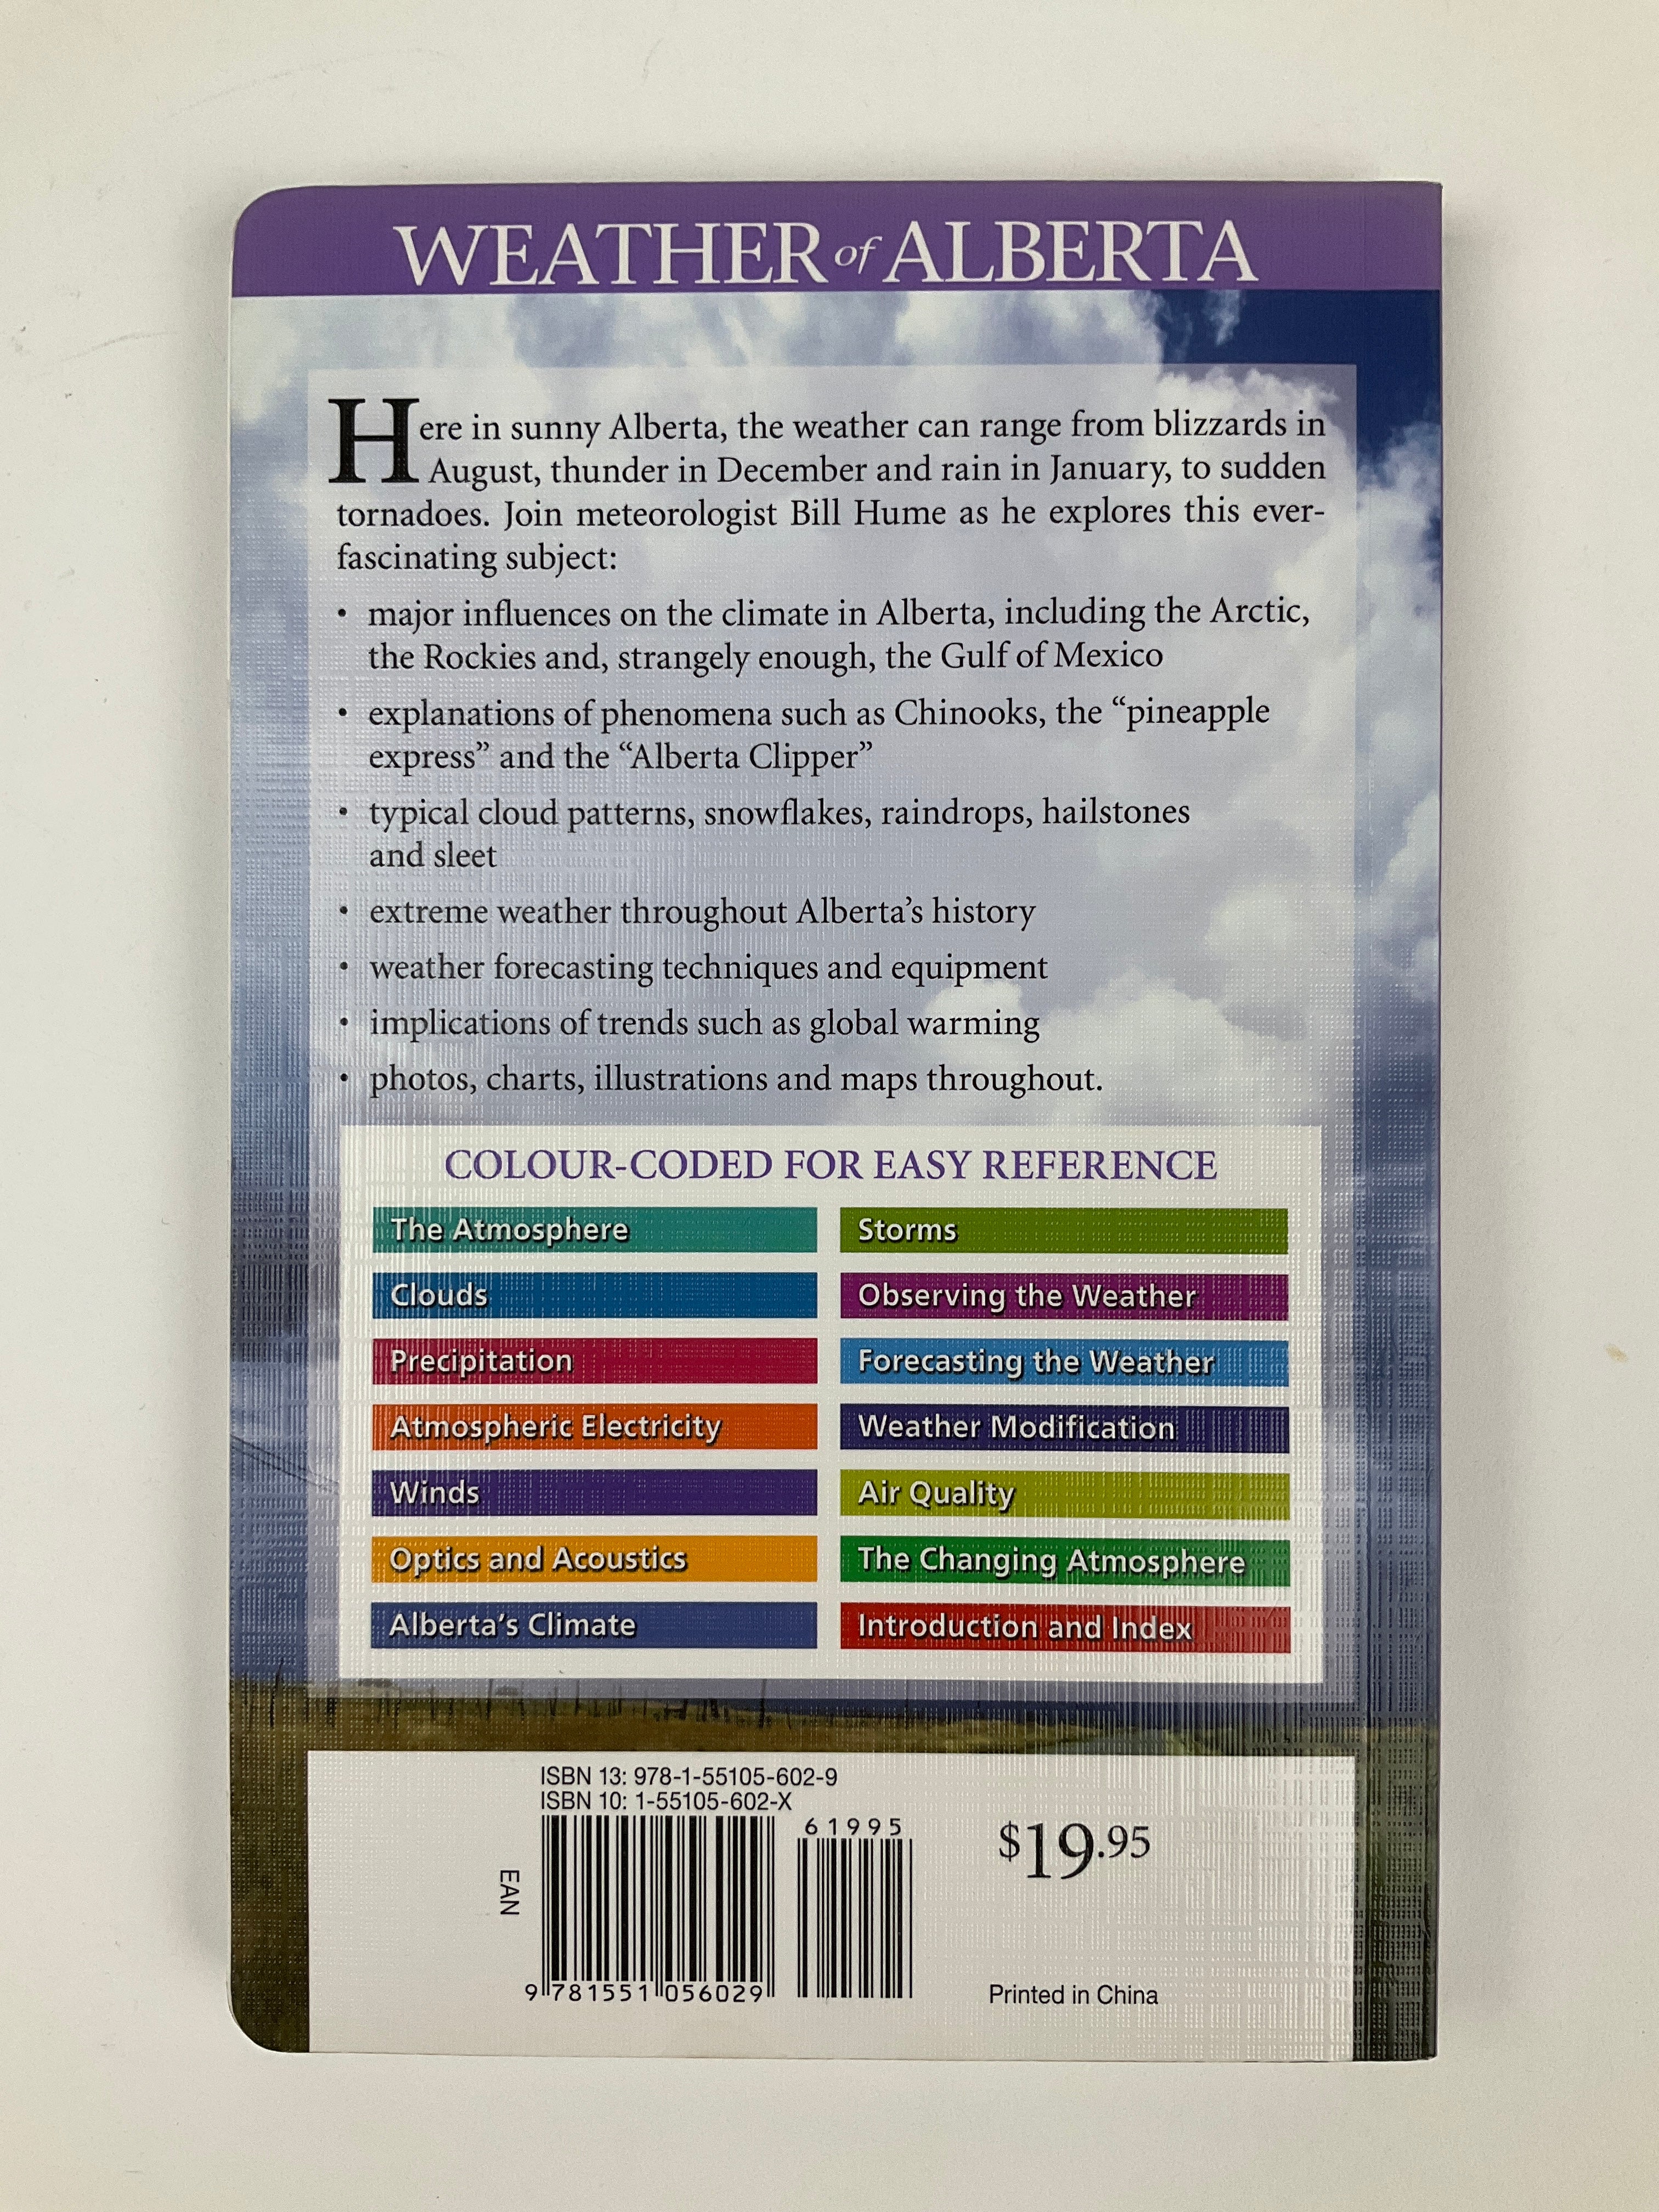 WEATHER of ALBERTA
Here in sunny Alberta, the weather can range from blizzards in
August, thunder in December and rain in January, to sudden
tornadoes. Join meteorologist Bill Hume as he explores this ever-
fascinating subject:
• major influences on the climate in Alberta, including the Arctic,
the Rockies and, strangely enough, the Gulf of Mexico
• explanations of phenomena such as Chinooks, the “pineapple
express” and the “Alberta Clipper”
• typical cloud patterns, snowflakes, raindrops, hailstones
and sleet
• extreme weather throughout Alberta’s history
• weather forecasting techniques and equipment
• implications of trends such as global warming
• photos, charts, illustrations and maps throughout.
COLOUR-CODED FOR EASY REFERENCE
The Atmosphere
Clouds
Precipitation
Atmospheric Electricity
Winds
Optics and Acoustics
Alberta’s Climate
Storms
Observing the Weather
Forecasting the Weather
Weather Modification
Air Quality
The Changing Atmosphere
Introduction and Index
ISBN 13: 978-1-55105-602-9
ISBN 10: 1-55105-602-X
61995
EAN
9 781551 056029
$19.95
Printed in China